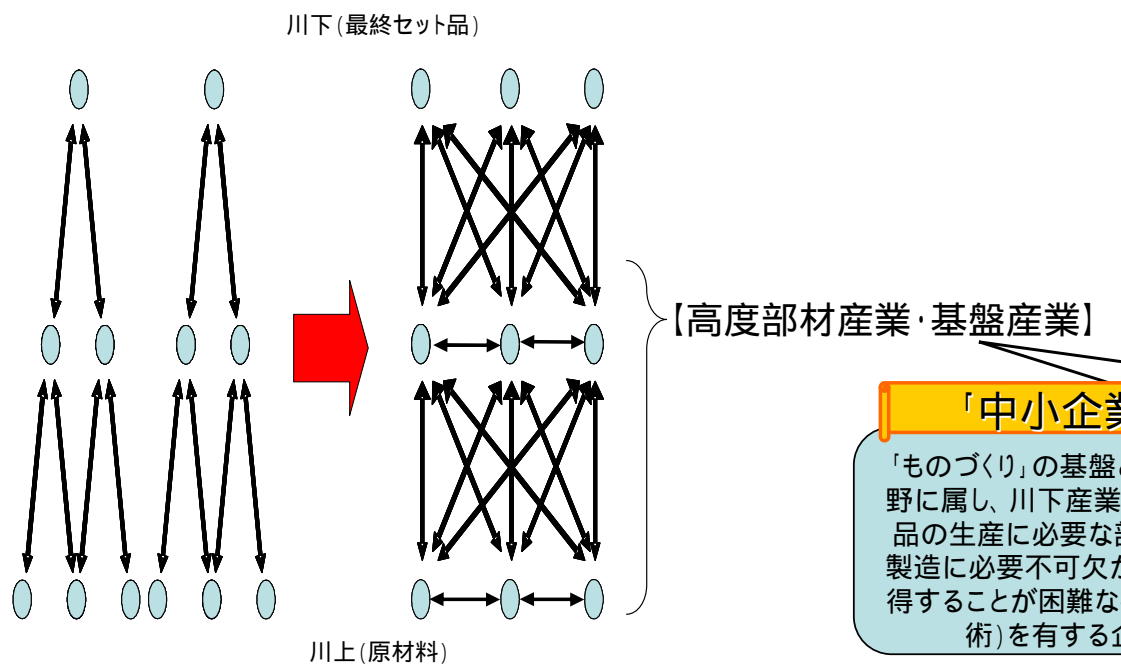 川下(最終セット品)
【高度部材産業・基盤産業】
「中小企業
「ものづくり」の基盤
野に属し、川下産業
品の生産に必要な
製造に必要不可欠
得することが困難な
術)を有する企
川上(原材料)